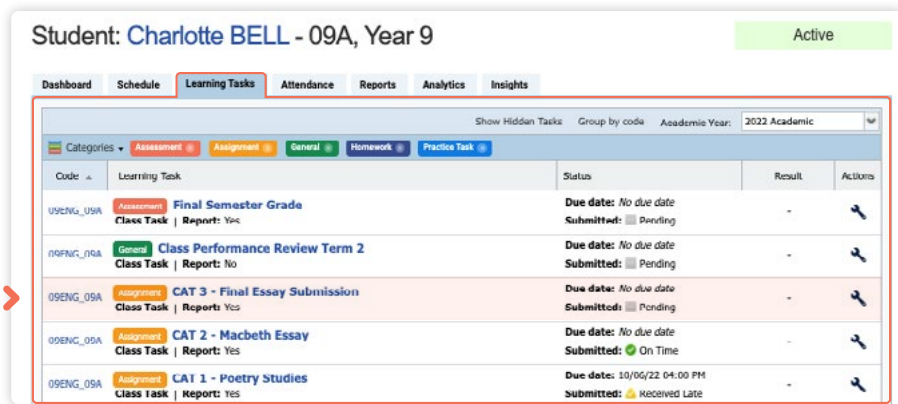 Student: Charlotte BELL - 09A, Year 9
Active
Dashboard Schedule Learning Tasks Attendance Reports Analytics Insights
Show Hidden Tasks Group by code Academic Year: 2022 Academic
Categories Assessment Assignment General Homework Practice Task
Code Learning Task Status Result Actions
09ENG_09A Assessment Final Semester Grade Due date: No due date -
Class Task | Report: Yes Submitted: Pending
09ENG_09A General Class Performance Review Term 2 Due date: No due date -
Class Task | Report: No Submitted: Pending
09ENG_09A Assignment CAT 3 - Final Essay Submission Due date: No due date -
Class Task | Report: Yes Submitted: Pending
09ENG_09A Assignment CAT 2 - Macbeth Essay Due date: No due date -
Class Task | Report: Yes Submitted: On Time
09ENG_09A Assignment CAT 1 - Poetry Studies Due date: 10/06/22 04:00 PM -
Class Task | Report: Yes Submitted: Received Late